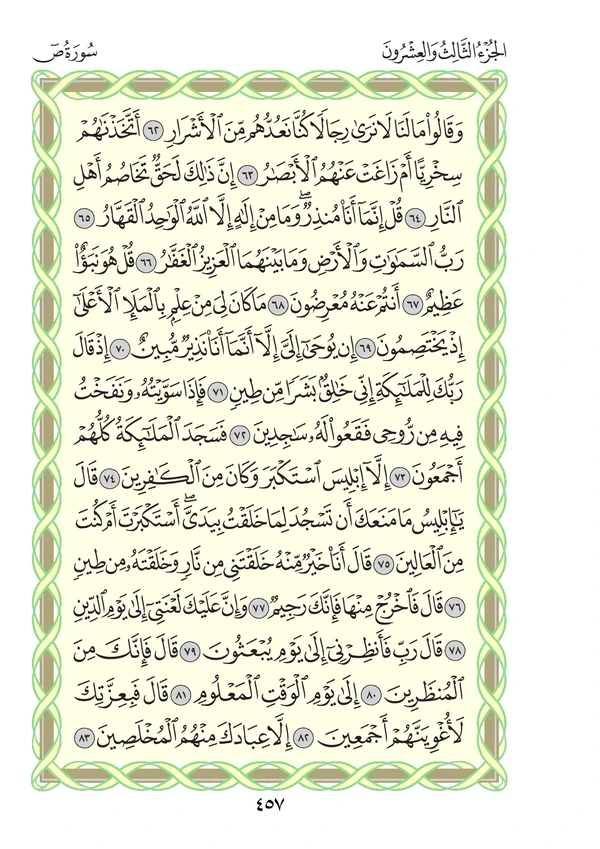 الجُزْءُ الثَّالِثُ وَالعِشْرُونَ
سُورَةُ صٓ
وَقَالُوا۟ مَا لَنَا لَا نَرَىٰ رِجَالًا كُنَّا نَعُدُّهُم مِّنَ ٱلْأَشْرَارِ ٦٢ أَتَّخَذْنَٰهُمْ
سِخْرِيًّا أَمْ زَاغَتْ عَنْهُمُ ٱلْأَبْصَٰرُ ٦٣ إِنَّ ذَٰلِكَ لَحَقٌّ تَخَاصُمُ أَهْلِ
ٱلنَّارِ ٦٤ قُلْ إِنَّمَآ أَنَا۠ مُنذِرٌ ۖ وَمَا مِنْ إِلَٰهٍ إِلَّا ٱللَّهُ ٱلْوَٰحِدُ ٱلْقَهَّارُ ٦٥
رَبُّ ٱلسَّمَٰوَٰتِ وَٱلْأَرْضِ وَمَا بَيْنَهُمَا ٱلْعَزِيزُ ٱلْغَفَّٰرُ ٦٦ قُلْ هُوَ نَبَؤٌا۟
عَظِيمٌ ٦٧ أَنتُمْ عَنْهُ مُعْرِضُونَ ٦٨ مَا كَانَ لِىَ مِنْ عِلْمٍۭ بِٱلْمَلَإِ ٱلْأَعْلَىٰٓ
إِذْ يَخْتَصِمُونَ ٦٩ إِن يُوحَىٰٓ إِلَىَّ إِلَّآ أَنَّمَآ أَنَا۠ نَذِيرٌ مُّبِينٌ ٧٠ إِذْ قَالَ
رَبُّكَ لِلْمَلَٰٓئِكَةِ إِنِّى خَٰلِقٌۢ بَشَرًا مِّن طِينٍ ٧١ فَإِذَا سَوَّيْتُهُۥ وَنَفَخْتُ
فِيهِ مِن رُّوحِى فَقَعُوا۟ لَهُۥ سَٰجِدِينَ ٧٢ فَسَجَدَ ٱلْمَلَٰٓئِكَةُ كُلُّهُمْ
أَجْمَعُونَ ٧٣ إِلَّآ إِبْلِيسَ ٱسْتَكْبَرَ وَكَانَ مِنَ ٱلْكَٰفِرِينَ ٧٤ قَالَ
يَٰٓإِبْلِيسُ مَا مَنَعَكَ أَن تَسْجُدَ لِمَا خَلَقْتُ بِيَدَىَّ ۖ أَسْتَكْبَرْتَ أَمْ كُنتَ
مِنَ ٱلْعَالِينَ ٧٥ قَالَ أَنَا۠ خَيْرٌ مِّنْهُ خَلَقْتَنِى مِن نَّارٍ وَخَلَقْتَهُۥ مِن طِينٍ
٧٦ قَالَ فَٱخْرُجْ مِنْهَا فَإِنَّكَ رَجِيمٌ ٧٧ وَإِنَّ عَلَيْكَ لَعْنَتِىٓ إِلَىٰ يَوْمِ ٱلدِّينِ
٧٨ قَالَ رَبِّ فَأَنظِرْنِىٓ إِلَىٰ يَوْمِ يُبْعَثُونَ ٧٩ قَالَ فَإِنَّكَ مِنَ
ٱلْمُنظَرِينَ ٨٠ إِلَىٰ يَوْمِ ٱلْوَقْتِ ٱلْمَعْلُومِ ٨١ قَالَ فَبِعِزَّتِكَ
لَأُغْوِيَنَّهُمْ أَجْمَعِينَ ٨٢ إِلَّا عِبَادَكَ مِنْهُمُ ٱلْمُخْلَصِينَ ٨٣
٤٥٧